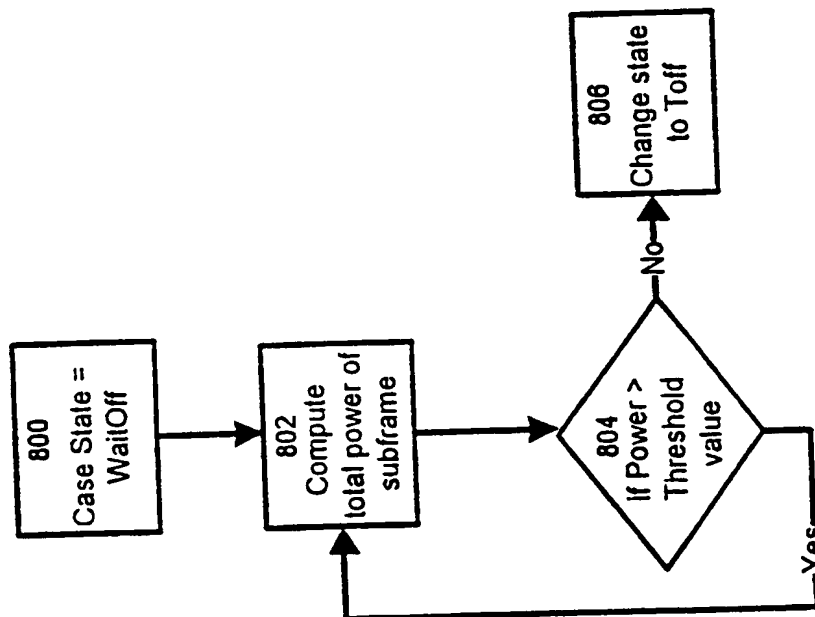 800
Case State =
WaitOff
802
Compute
total power of
subframe
804
If Power >
Threshold
value
Yes
No
806
Change state
to Toff